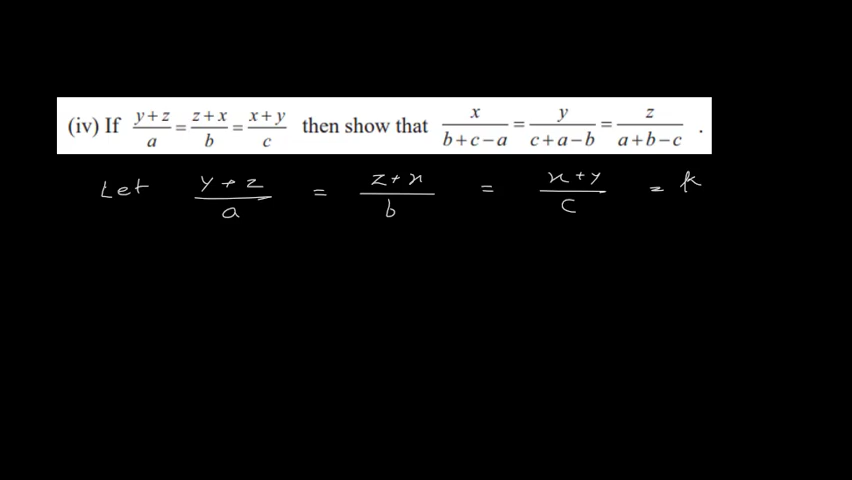 (iv) If (y+z)/a = (z+x)/b = (x+y)/c then show that x/(b+c−a) = y/(c+a−b) = z/(a+b−c) .
Let (y+z)/a = (z+x)/b = (x+y)/c = k